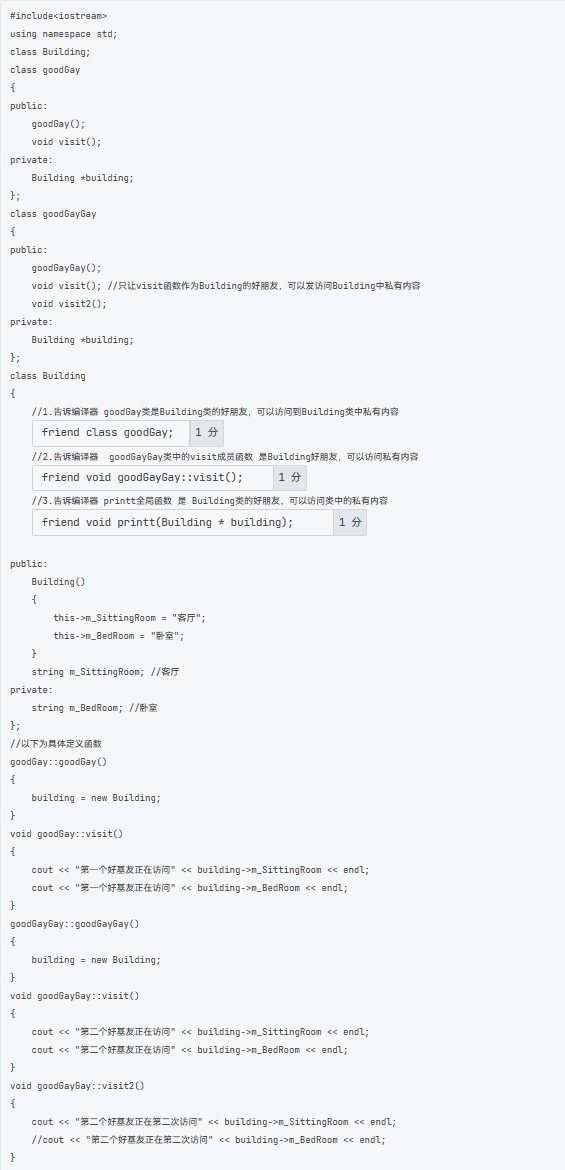 #include<iostream>
using namespace std;
class Building;
class goodGay
{
public:
    goodGay();
    void visit();
private:
    Building *building;
};
class goodGayGay
{
public:
    goodGayGay();
    void visit(); //只让visit函数作为Building的好朋友，可以发访问Building中私有内容
    void visit2();
private:
    Building *building;
};
class Building
{
    //1.告诉编译器 goodGay类是Building类的好朋友，可以访问到Building类中私有内容
    friend class goodGay; 1 分
    //2.告诉编译器  goodGayGay类中的visit成员函数 是Building好朋友，可以访问私有内容
    friend void goodGayGay::visit(); 1 分
    //3.告诉编译器 printt全局函数 是 Building类的好朋友，可以访问类中的私有内容
    friend void printt(Building * building); 1 分
public:
    Building()
    {
        this->m_SittingRoom = "客厅";
        this->m_BedRoom = "卧室";
    }
    string m_SittingRoom; //客厅
private:
    string m_BedRoom; //卧室
};
//以下为具体定义函数
goodGay::goodGay()
{
    building = new Building;
}
void goodGay::visit()
{
    cout << "第一个好基友正在访问" << building->m_SittingRoom << endl;
    cout << "第一个好基友正在访问" << building->m_BedRoom << endl;
}
goodGayGay::goodGayGay()
{
    building = new Building;
}
void goodGayGay::visit()
{
    cout << "第二个好基友正在访问" << building->m_SittingRoom << endl;
    cout << "第二个好基友正在访问" << building->m_BedRoom << endl;
}
void goodGayGay::visit2()
{
    cout << "第二个好基友正在第二次访问" << building->m_SittingRoom << endl;
    //cout << "第二个好基友正在第二次访问" << building->m_BedRoom << endl;
}